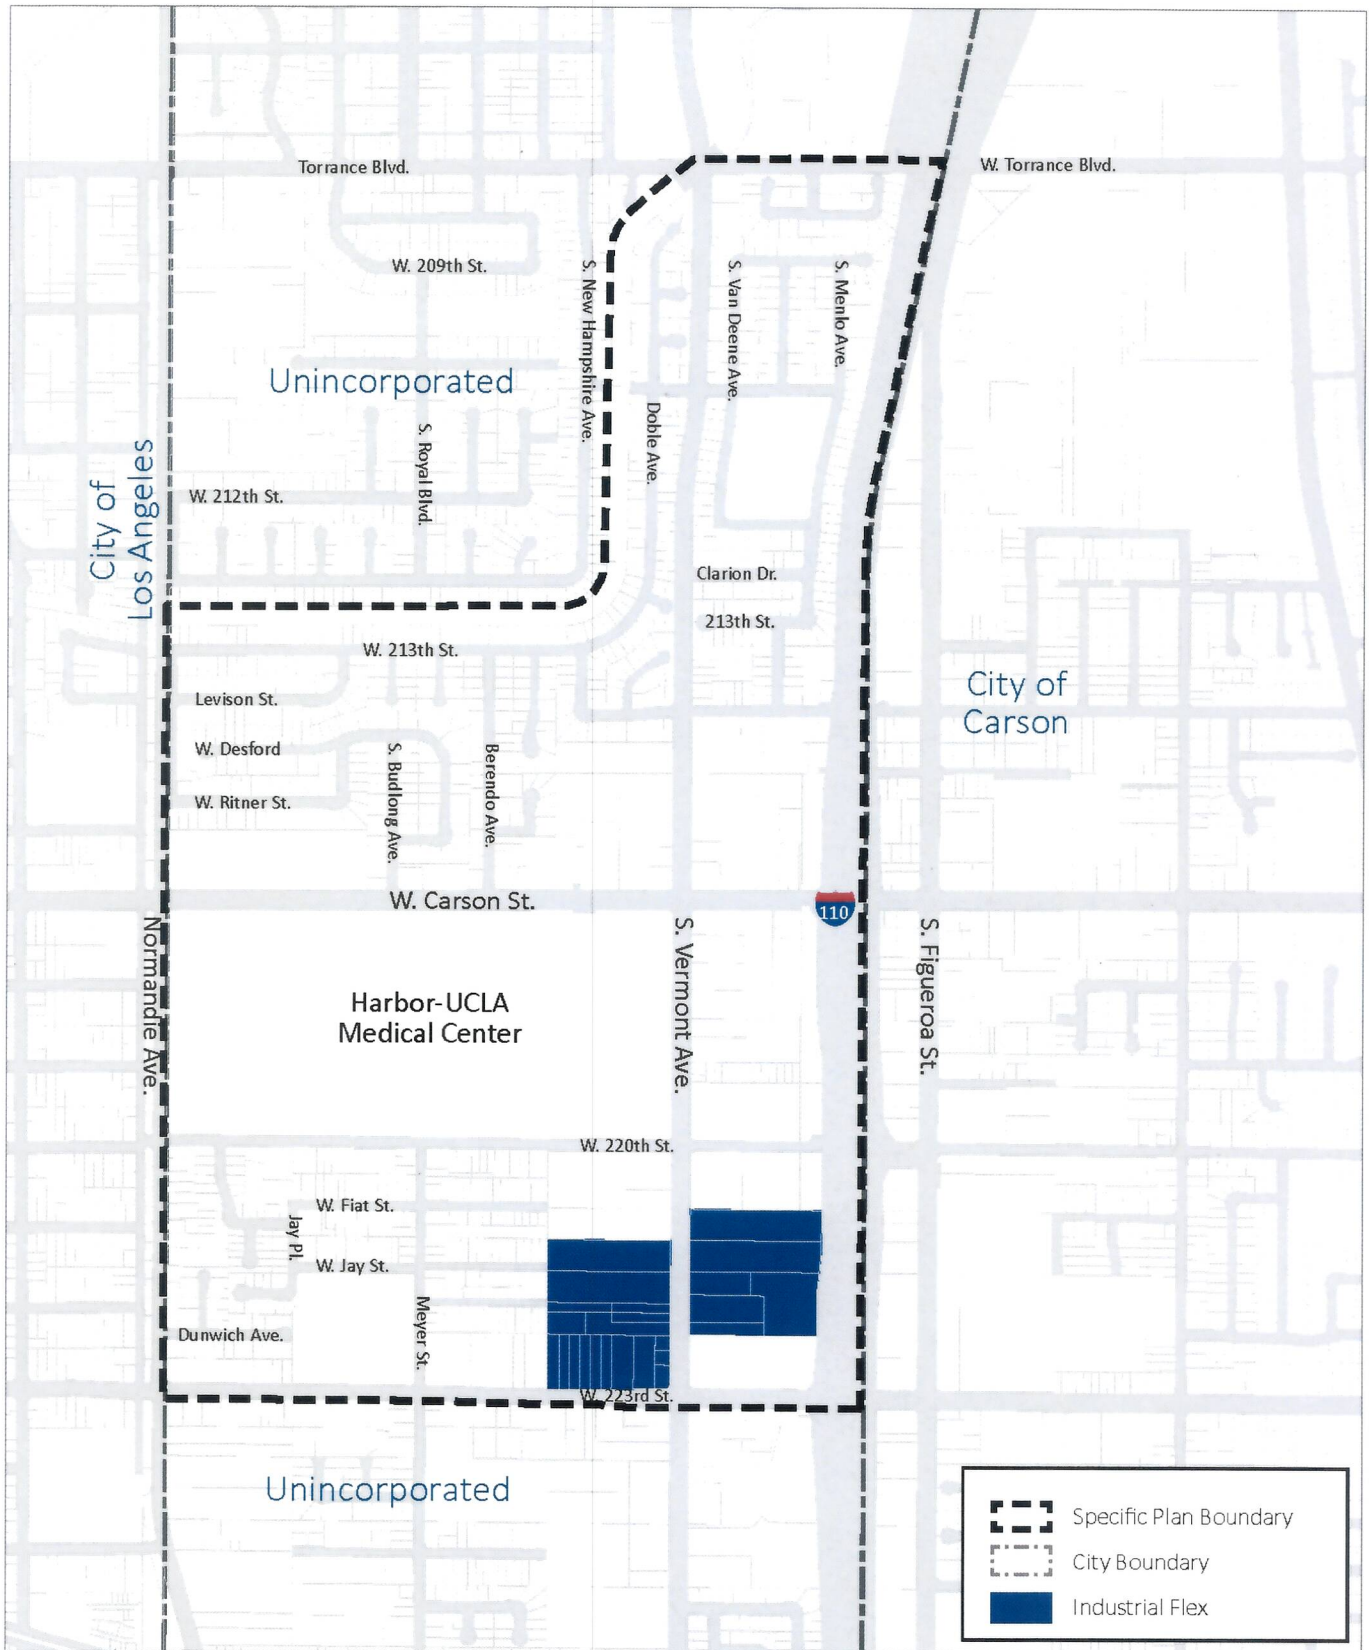 Torrance Blvd.
W. Torrance Blvd.
W. 209th St.
S. New Hampshire Ave.
S. Van Deene Ave.
S. Menlo Ave.
Unincorporated
Doble Ave.
S. Royal Blvd.
City of
Los Angeles
W. 212th St.
Clarion Dr.
213th St.
W. 213th St.
City of
Carson
Levison St.
W. Desford
S. Budlong Ave.
Berendo Ave.
W. Ritner St.
W. Carson St.
110
Normandie Ave.
S. Vermont Ave.
S. Figueroa St.
Harbor-UCLA
Medical Center
W. 220th St.
W. Fiat St.
Jay Pl.
W. Jay St.
Meyer St.
Dunwich Ave.
W. 223rd St.
Unincorporated
Specific Plan Boundary
City Boundary
Industrial Flex